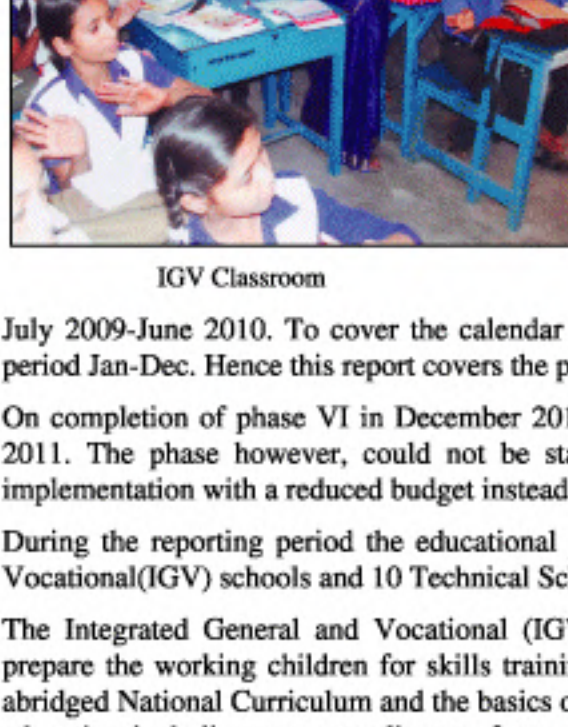 IGV Classroom
July 2009-June 2010. To cover the calendar
period Jan-Dec. Hence this report covers the
On completion of phase VI in December
2011. The phase however, could not be
implementation with a reduced budget instead
During the reporting period the educational
Vocational(IGV) schools and 10 Technical
The Integrated General and Vocational
prepare the working children for skills
abridged National Curriculum and the basics